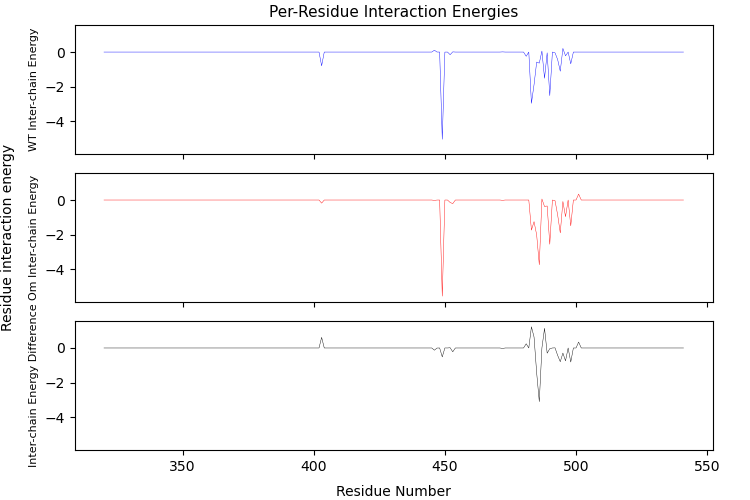 Per-Residue Interaction Energies
Residue interaction energy
WT Inter-chain Energy
0
−2
−4
Om Inter-chain Energy
0
−2
−4
Inter-chain Energy Difference
0
−2
−4
350
400
450
500
550
Residue Number